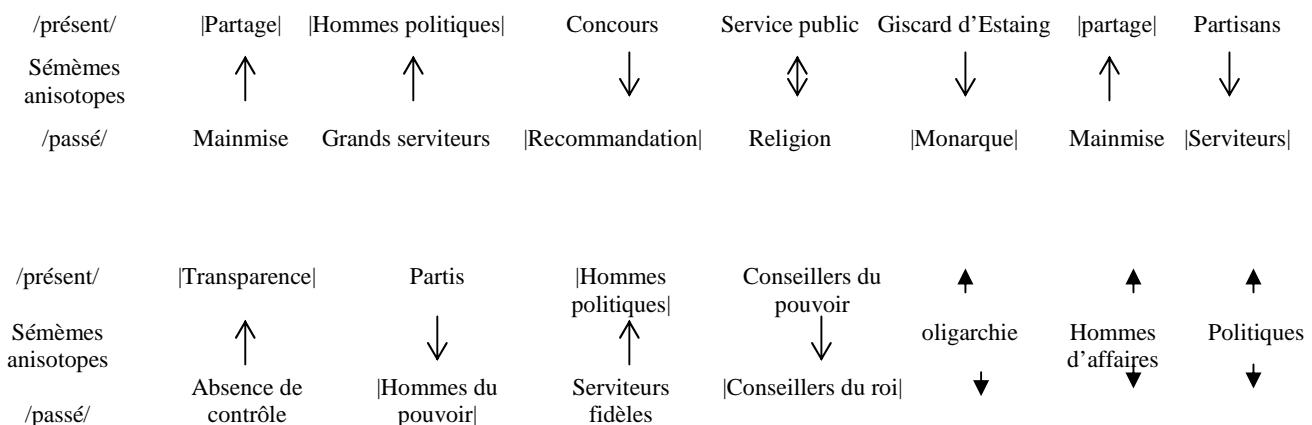 /présent/ |Partage| |Hommes politiques| Concours Service public Giscard d’Estaing |partage| Partisans
Sémèmes
anisotopes
/passé/ Mainmise Grands serviteurs |Recommandation| Religion |Monarque| Mainmise |Serviteurs|
/présent/ |Transparence| Partis |Hommes Conseillers du
politiques| pouvoir
Sémèmes oligarchie Hommes Politiques
anisotopes d’affaires
Absence de |Hommes du Serviteurs |Conseillers du roi|
/passé/ contrôle pouvoir| fidèles